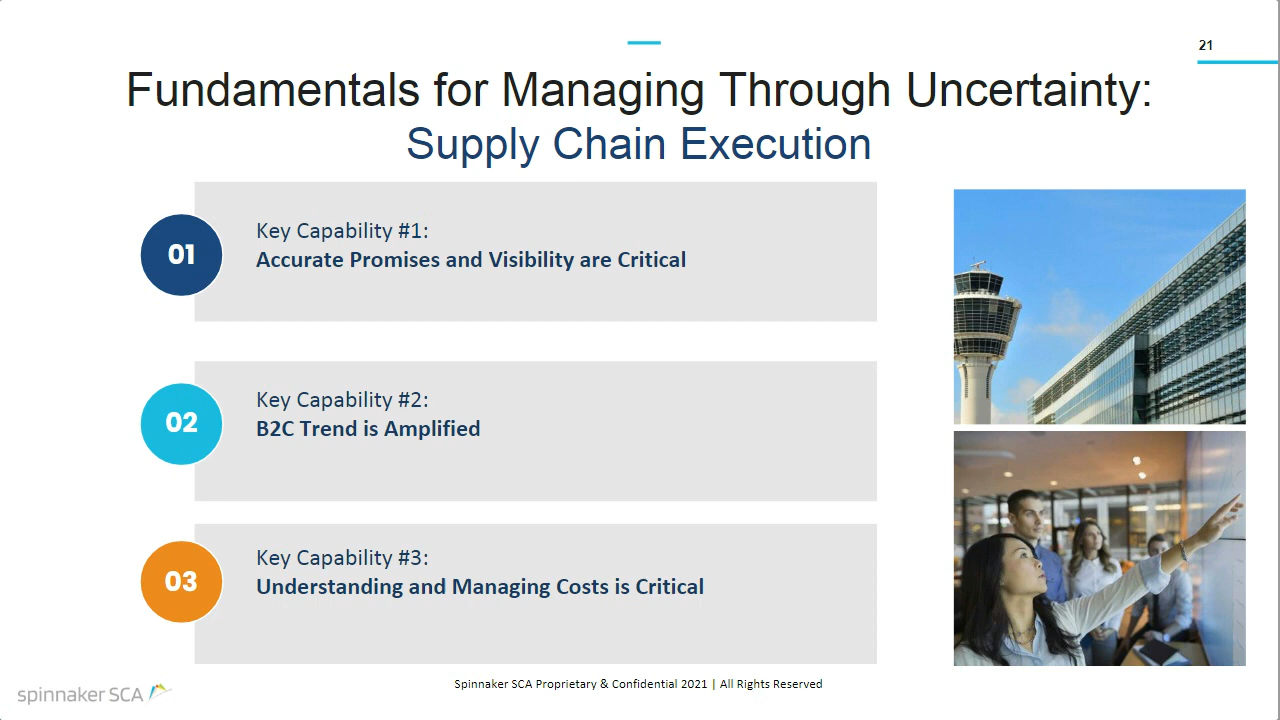 21
Fundamentals for Managing Through Uncertainty:
Supply Chain Execution
01
Key Capability #1:
Accurate Promises and Visibility are Critical
02
Key Capability #2:
B2C Trend is Amplified
03
Key Capability #3:
Understanding and Managing Costs is Critical
spinnaker SCA
Spinnaker SCA Proprietary & Confidential 2021 | All Rights Reserved